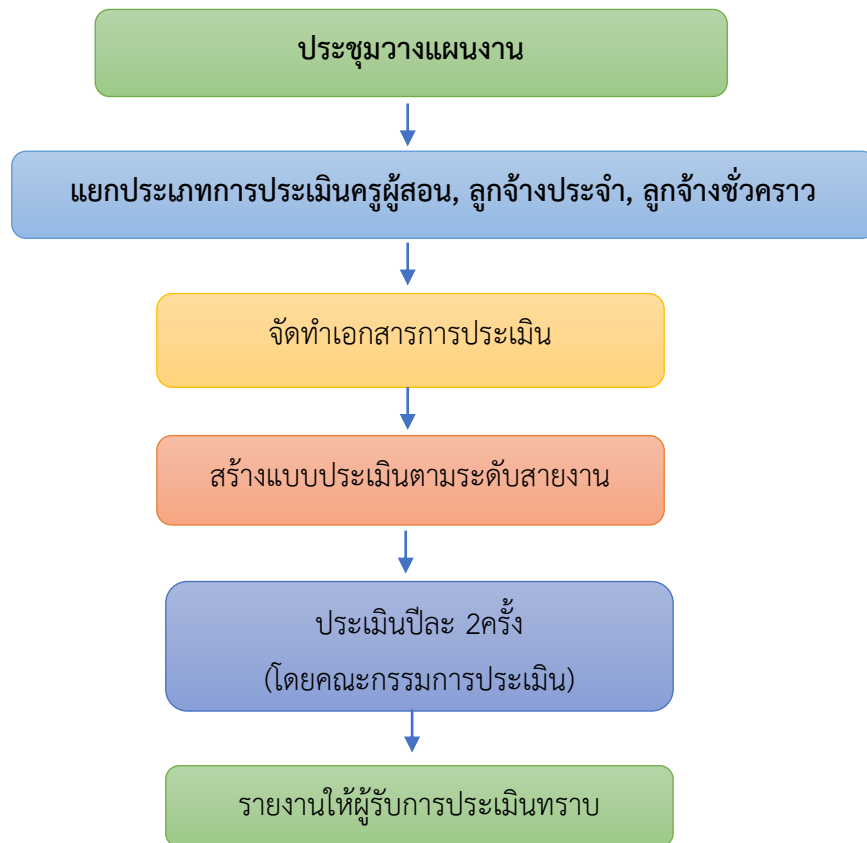 ประชุมวางแผนงาน
แยกประเภทการประเมินครูผู้สอน, ลูกจ้างประจำ, ลูกจ้างชั่วคราว
จัดทำเอกสารการประเมิน
สร้างแบบประเมินตามระดับสายงาน
ประเมินปีละ 2ครั้ง
(โดยคณะกรรมการประเมิน)
รายงานให้ผู้รับการประเมินทราบ